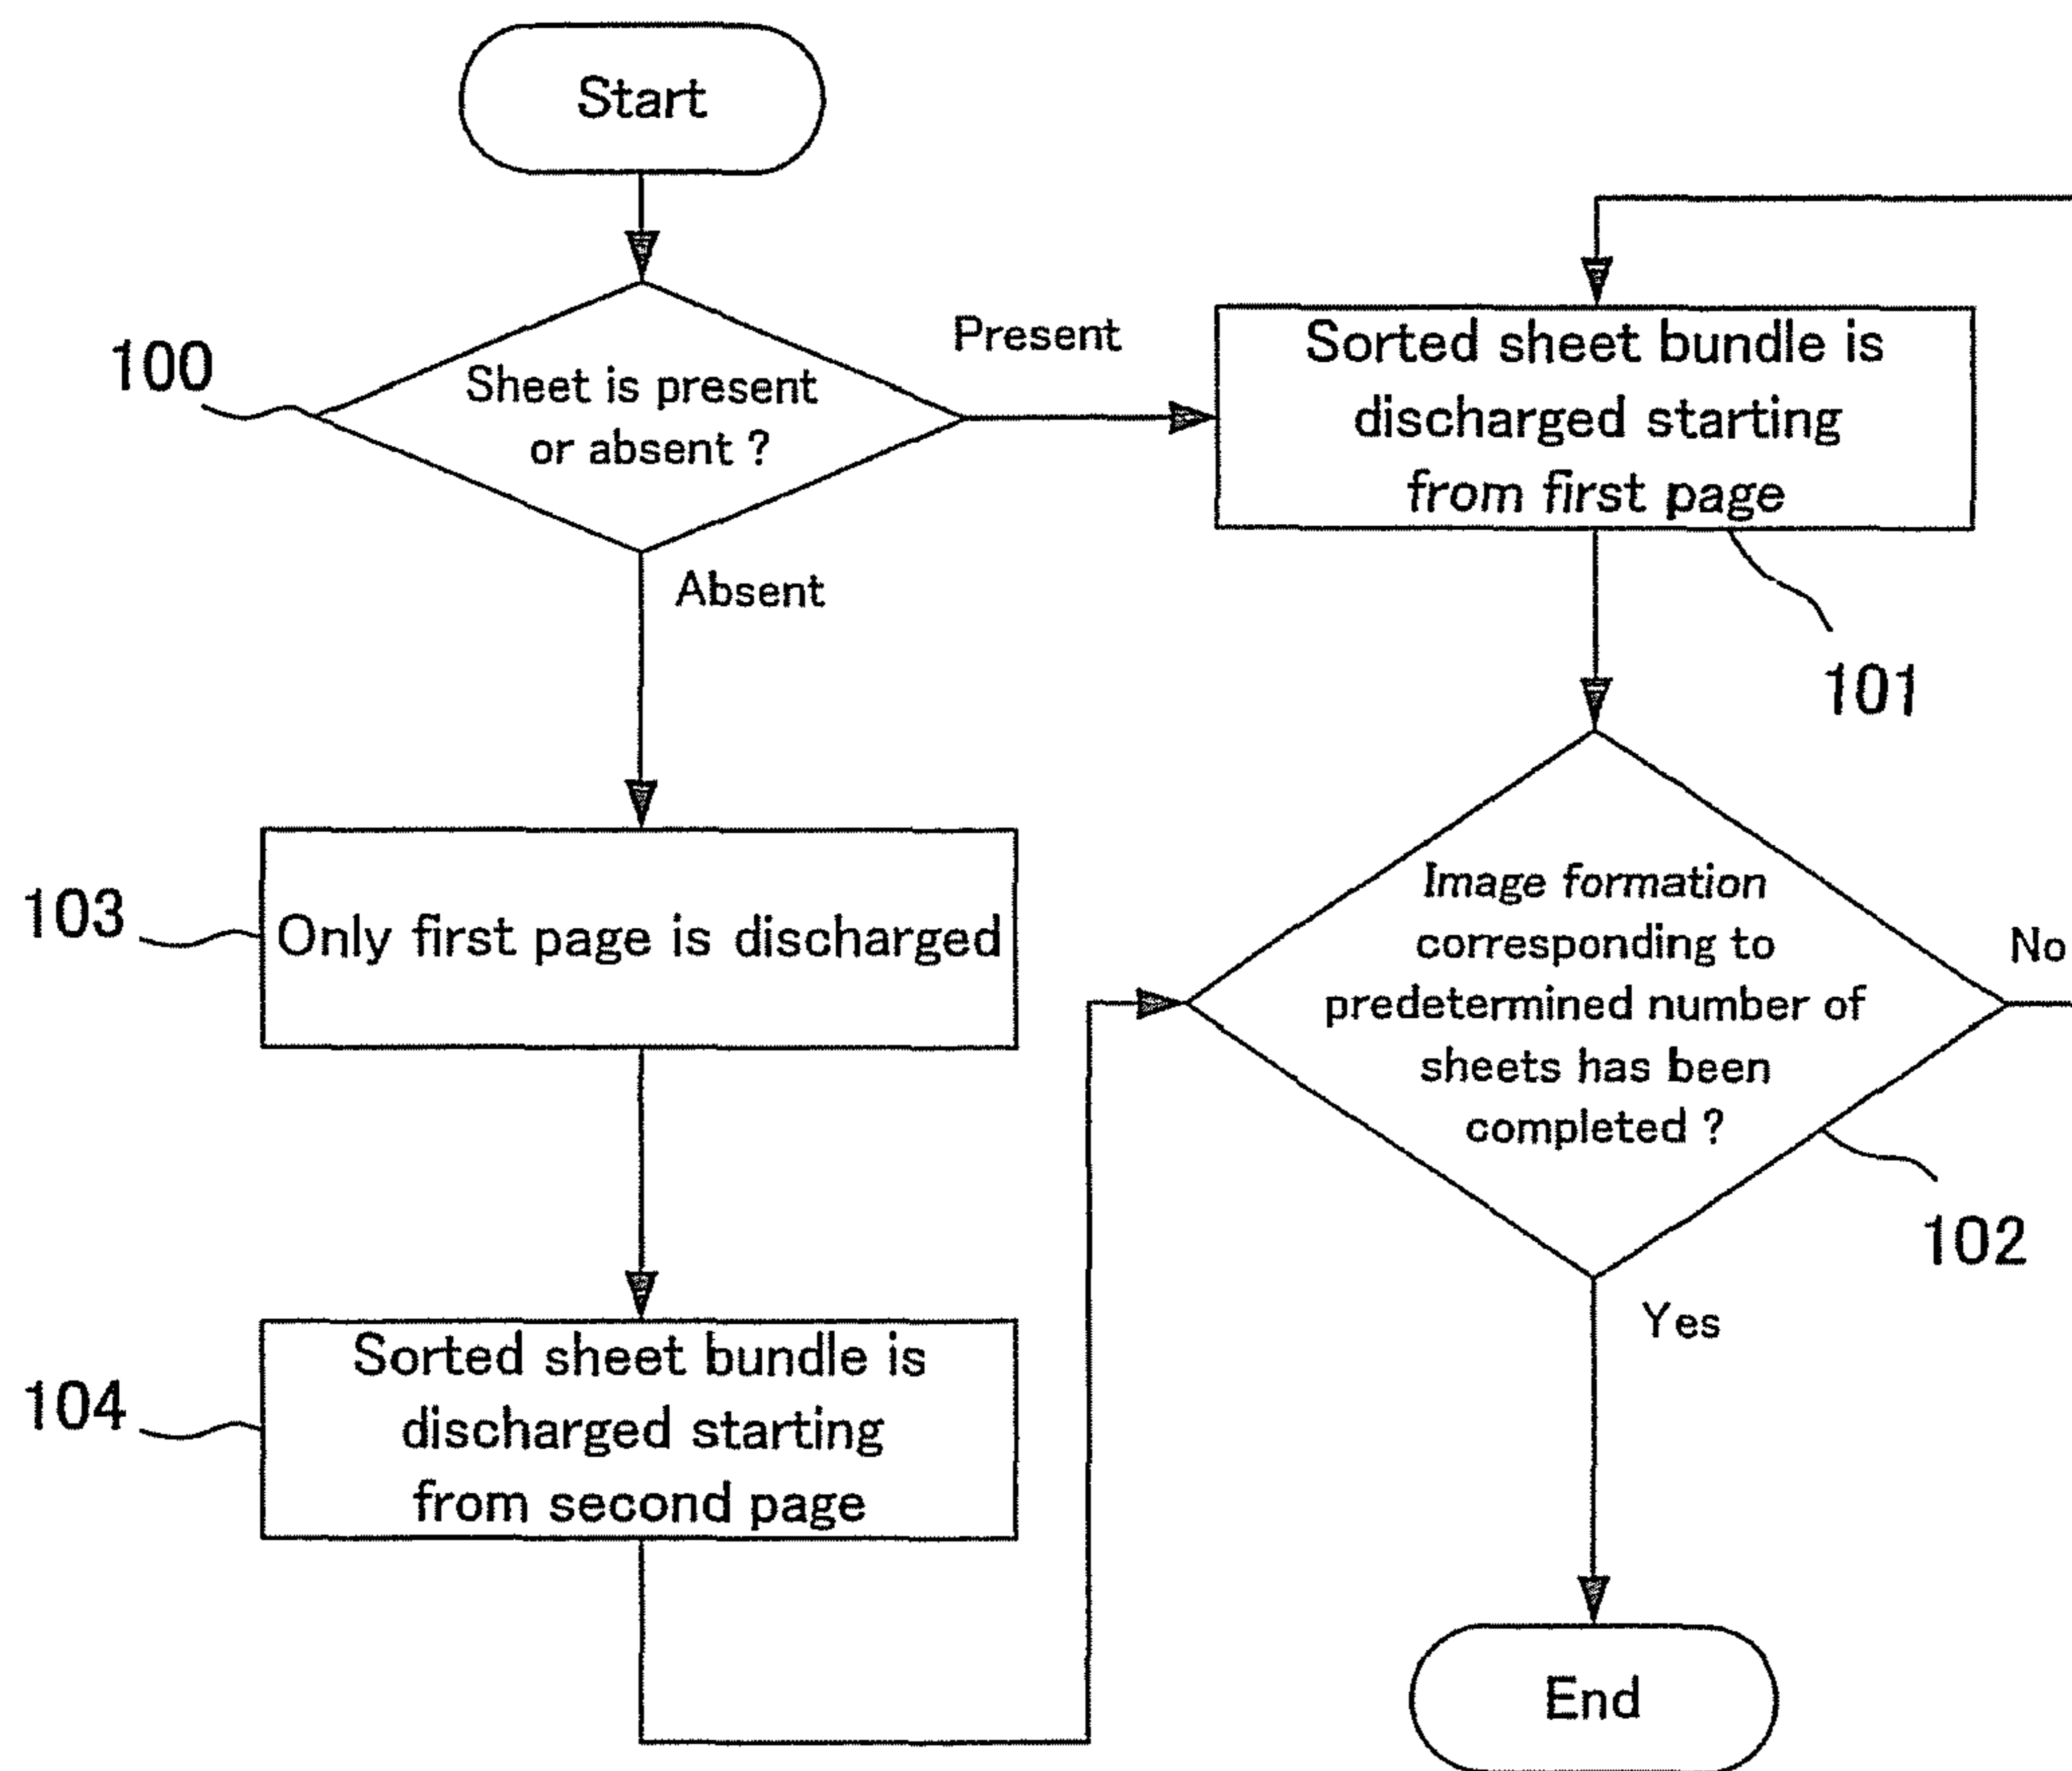 Start
100
Sheet is present
or absent ?
Present
Absent
Sorted sheet bundle is
discharged starting
from first page
101
103
Only first page is discharged
Image formation
corresponding to
predetermined number of
sheets has been
completed ?
No
102
Yes
104
Sorted sheet bundle is
discharged starting
from second page
End